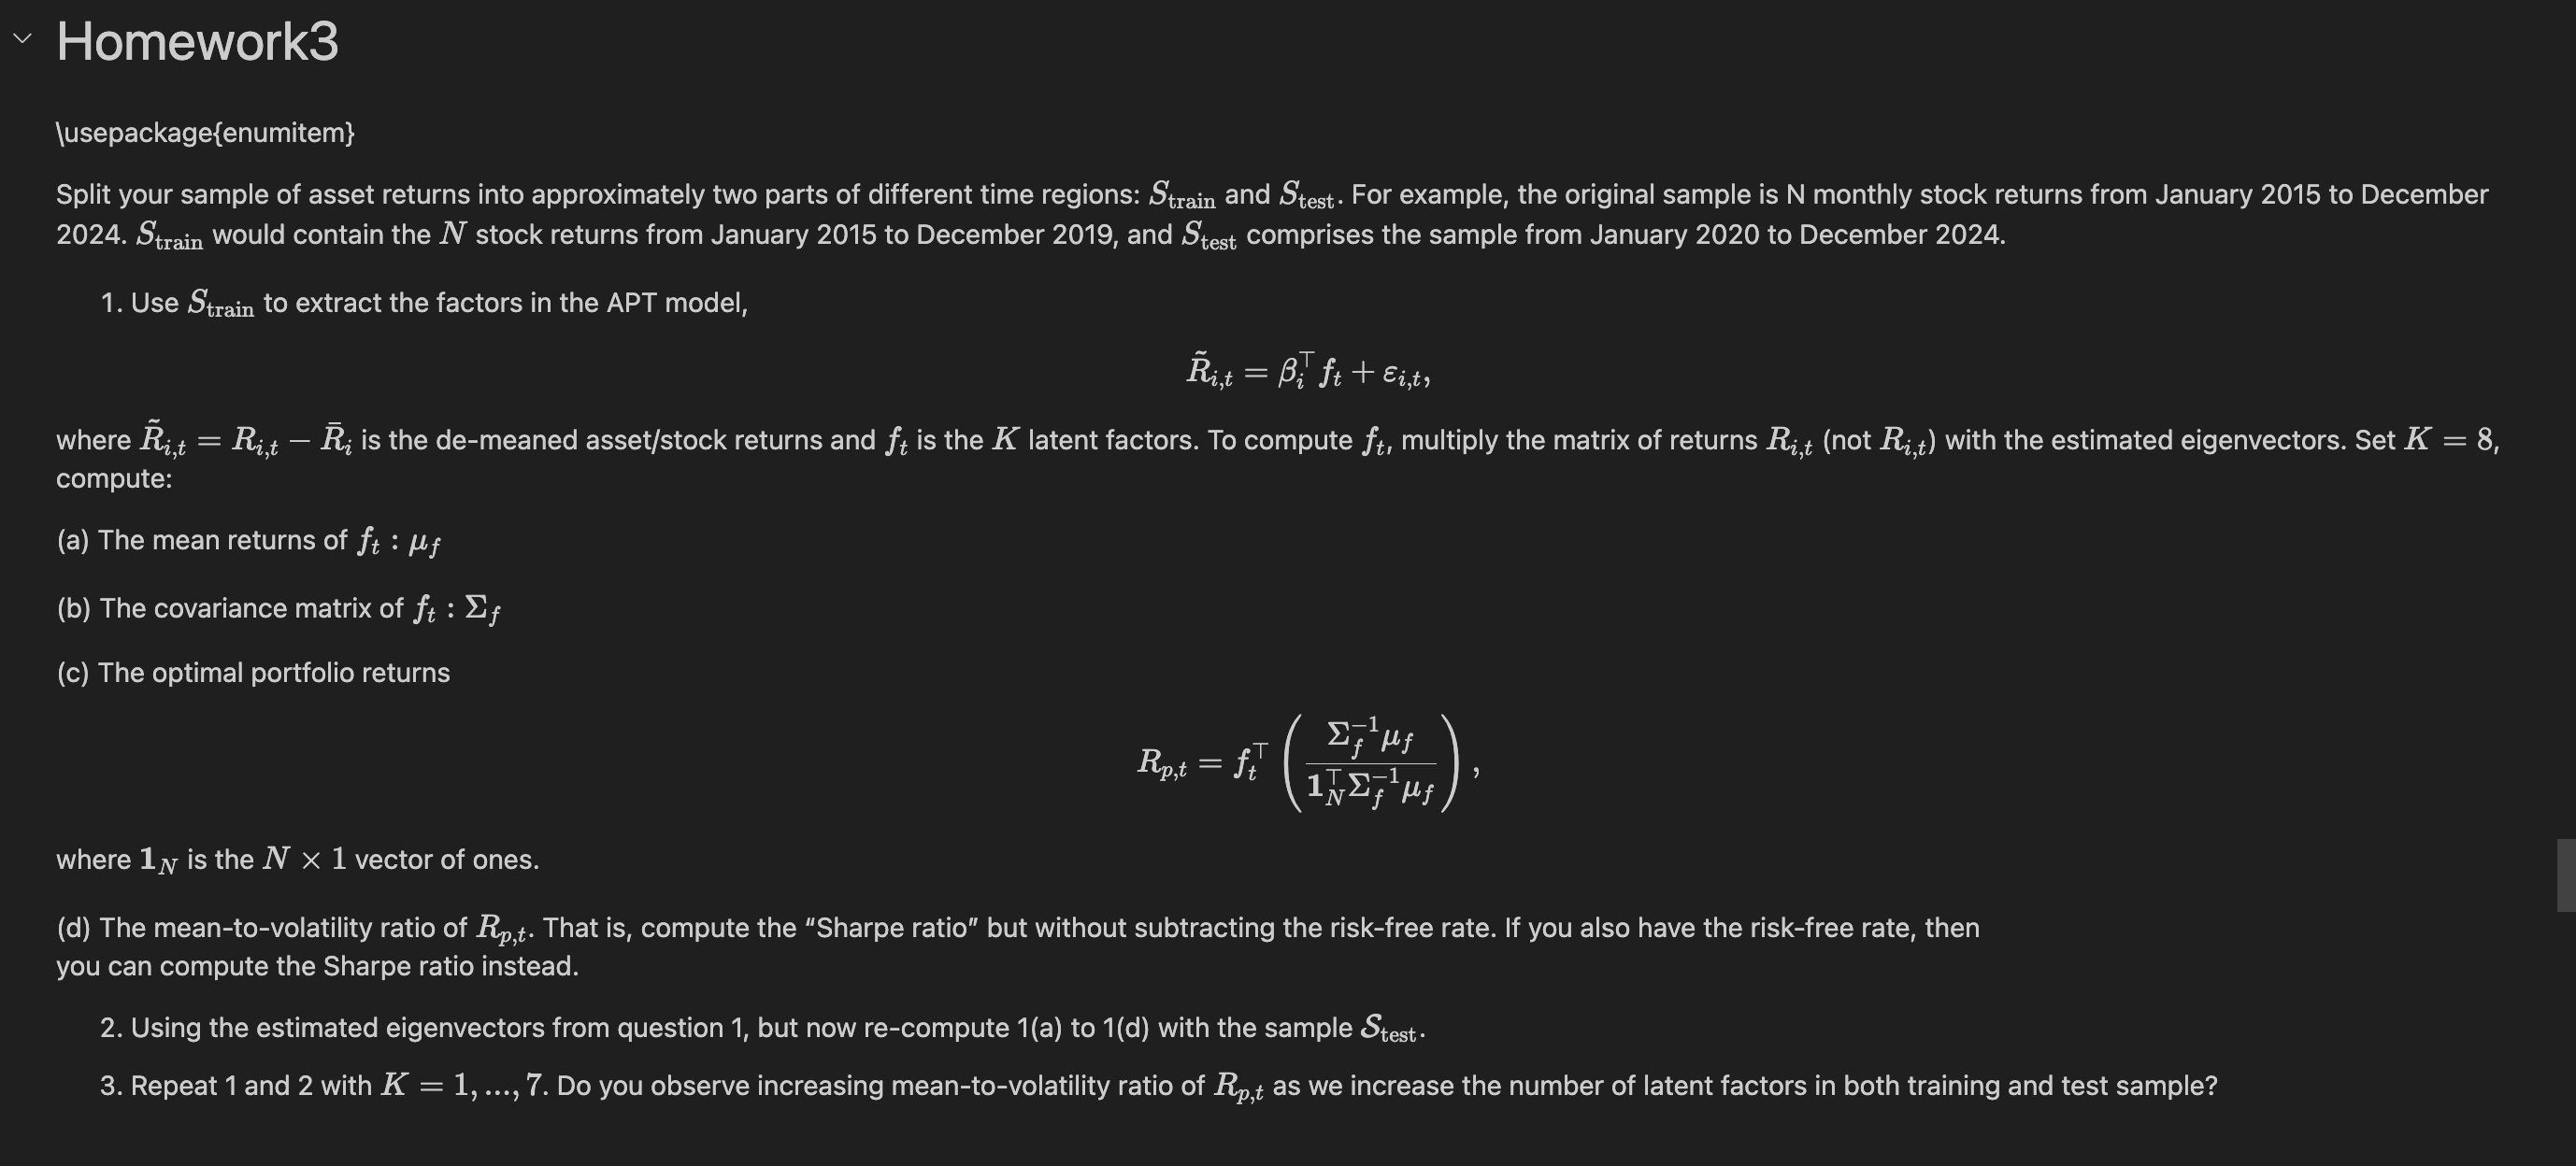 Homework3
\usepackage{enumitem}
Split your sample of asset returns into approximately two parts of different time regions: S_train and S_test. For example, the original sample is N monthly stock returns from January 2015 to December
2024. S_train would contain the N stock returns from January 2015 to December 2019, and S_test comprises the sample from January 2020 to December 2024.
1. Use S_train to extract the factors in the APT model,
R̃_{i,t} = β_i^⊤ f_t + ε_{i,t},
where R̃_{i,t} = R_{i,t} − R̄_i is the de-meaned asset/stock returns and f_t is the K latent factors. To compute f_t, multiply the matrix of returns R_{i,t} (not R_{i,t}) with the estimated eigenvectors. Set K = 8,
compute:
(a) The mean returns of f_t : μ_f
(b) The covariance matrix of f_t : Σ_f
(c) The optimal portfolio returns
R_{p,t} = f_t^⊤ ( Σ_f^{−1} μ_f / 1_N^⊤ Σ_f^{−1} μ_f ),
where 1_N is the N × 1 vector of ones.
(d) The mean-to-volatility ratio of R_{p,t}. That is, compute the “Sharpe ratio” but without subtracting the risk-free rate. If you also have the risk-free rate, then
you can compute the Sharpe ratio instead.
2. Using the estimated eigenvectors from question 1, but now re-compute 1(a) to 1(d) with the sample S_test.
3. Repeat 1 and 2 with K = 1, ..., 7. Do you observe increasing mean-to-volatility ratio of R_{p,t} as we increase the number of latent factors in both training and test sample?